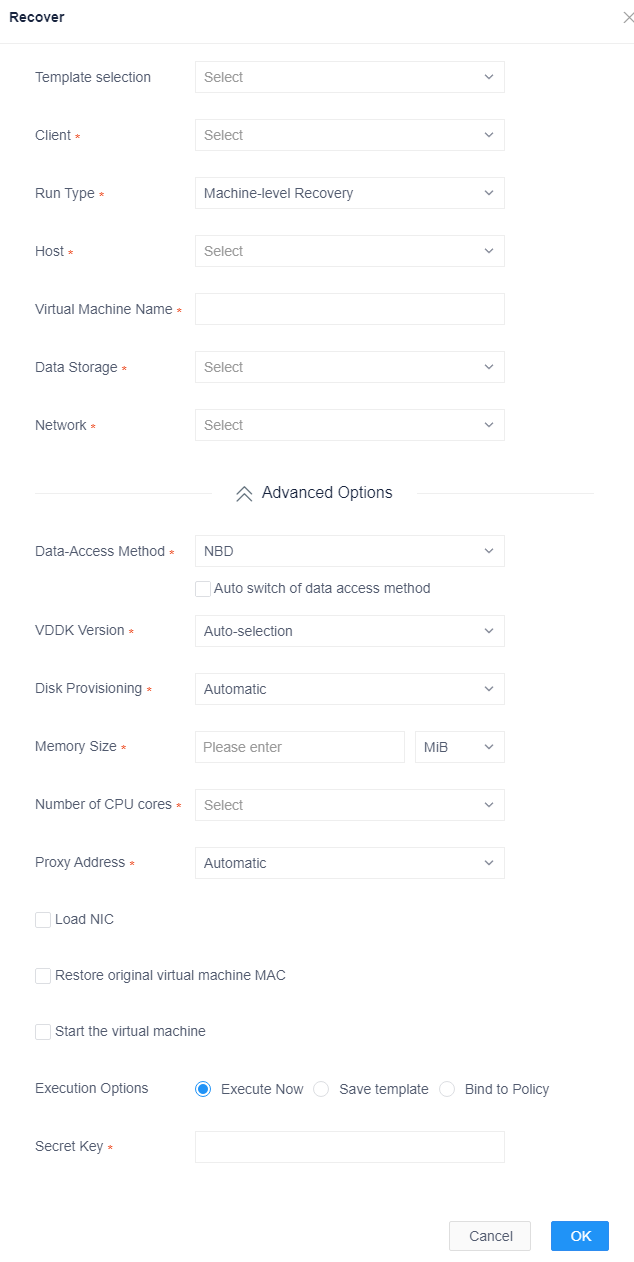 Recover
Template selection Select
Client * Select
Run Type * Machine-level Recovery
Host * Select
Virtual Machine Name *
Data Storage * Select
Network * Select
Advanced Options
Data-Access Method * NBD
Auto switch of data access method
VDDK Version * Auto-selection
Disk Provisioning * Automatic
Memory Size * Please enter MiB
Number of CPU cores * Select
Proxy Address * Automatic
Load NIC
Restore original virtual machine MAC
Start the virtual machine
Execution Options Execute Now Save template Bind to Policy
Secret Key *
Cancel OK